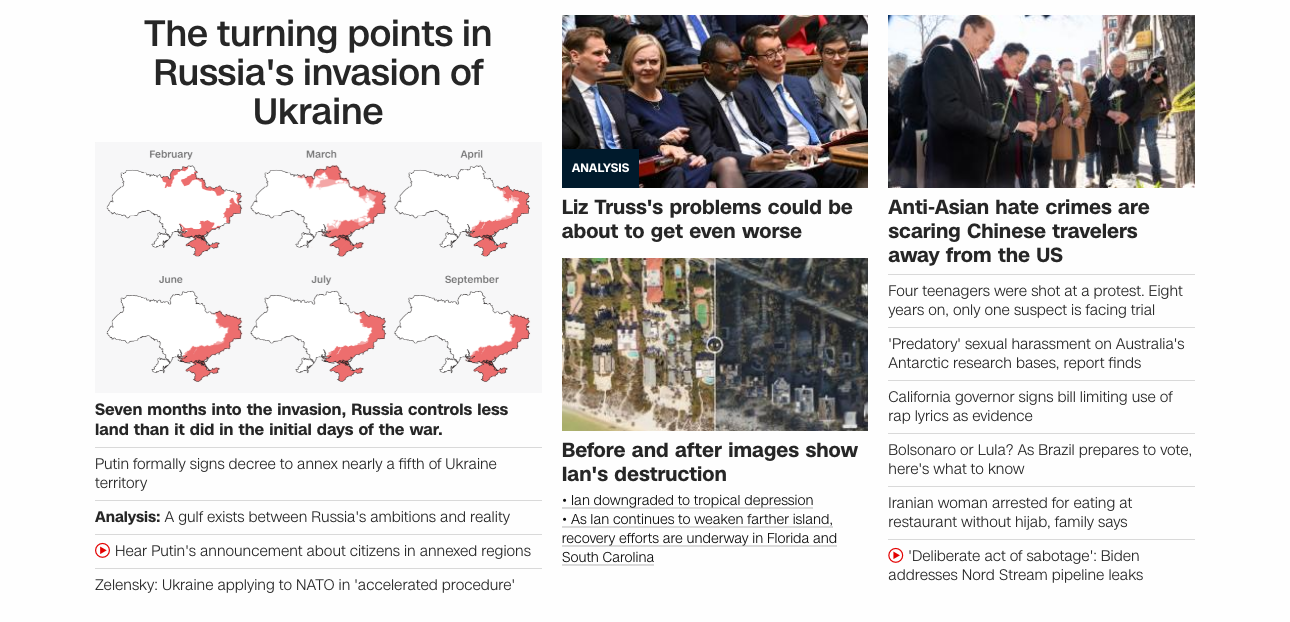 The turning points in
Russia's invasion of
Ukraine
February
March
April
June
July
September
Seven months into the invasion, Russia controls less
land than it did in the initial days of the war.
Putin formally signs decree to annex nearly a fifth of Ukraine
territory
Analysis: A gulf exists between Russia's ambitions and reality
Hear Putin's announcement about citizens in annexed regions
Zelensky: Ukraine applying to NATO in 'accelerated procedure'
ANALYSIS
Liz Truss's problems could be
about to get even worse
Before and after images show
Ian's destruction
• Ian downgraded to tropical depression
• As Ian continues to weaken farther island,
recovery efforts are underway in Florida and
South Carolina
Anti-Asian hate crimes are
scaring Chinese travelers
away from the US
Four teenagers were shot at a protest. Eight
years on, only one suspect is facing trial
'Predatory' sexual harassment on Australia's
Antarctic research bases, report finds
California governor signs bill limiting use of
rap lyrics as evidence
Bolsonaro or Lula? As Brazil prepares to vote,
here's what to know
Iranian woman arrested for eating at
restaurant without hijab, family says
'Deliberate act of sabotage': Biden
addresses Nord Stream pipeline leaks